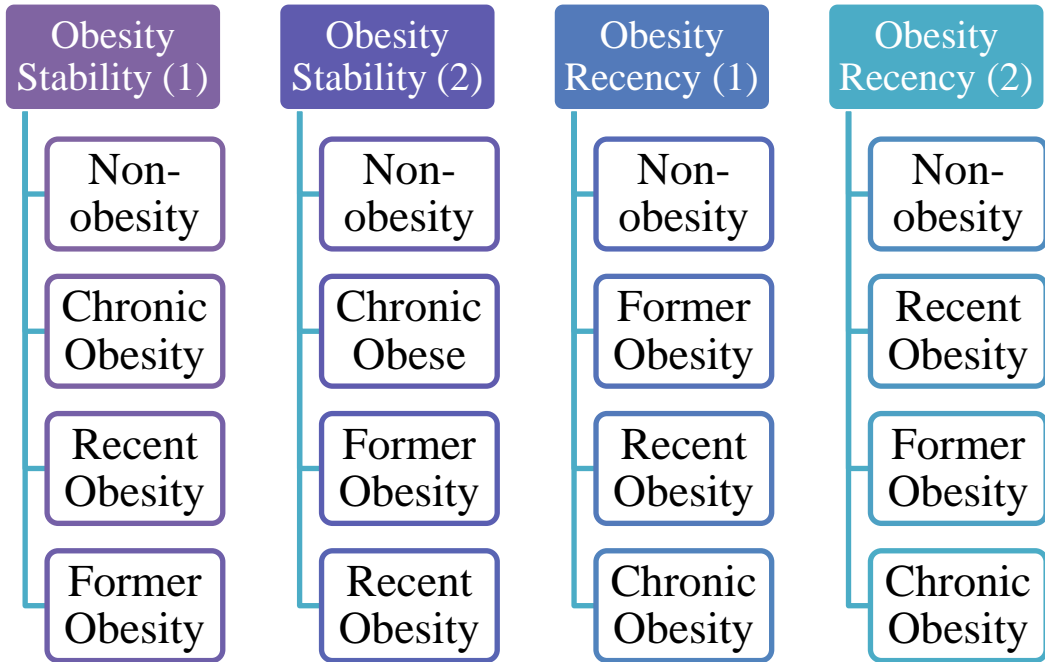 Obesity
Stability (1)
Non-
obesity
Chronic
Obesity
Recent
Obesity
Former
Obesity
Obesity
Stability (2)
Non-
obesity
Chronic
Obese
Former
Obesity
Recent
Obesity
Obesity
Recency (1)
Non-
obesity
Former
Obesity
Recent
Obesity
Chronic
Obesity
Obesity
Recency (2)
Non-
obesity
Recent
Obesity
Former
Obesity
Chronic
Obesity